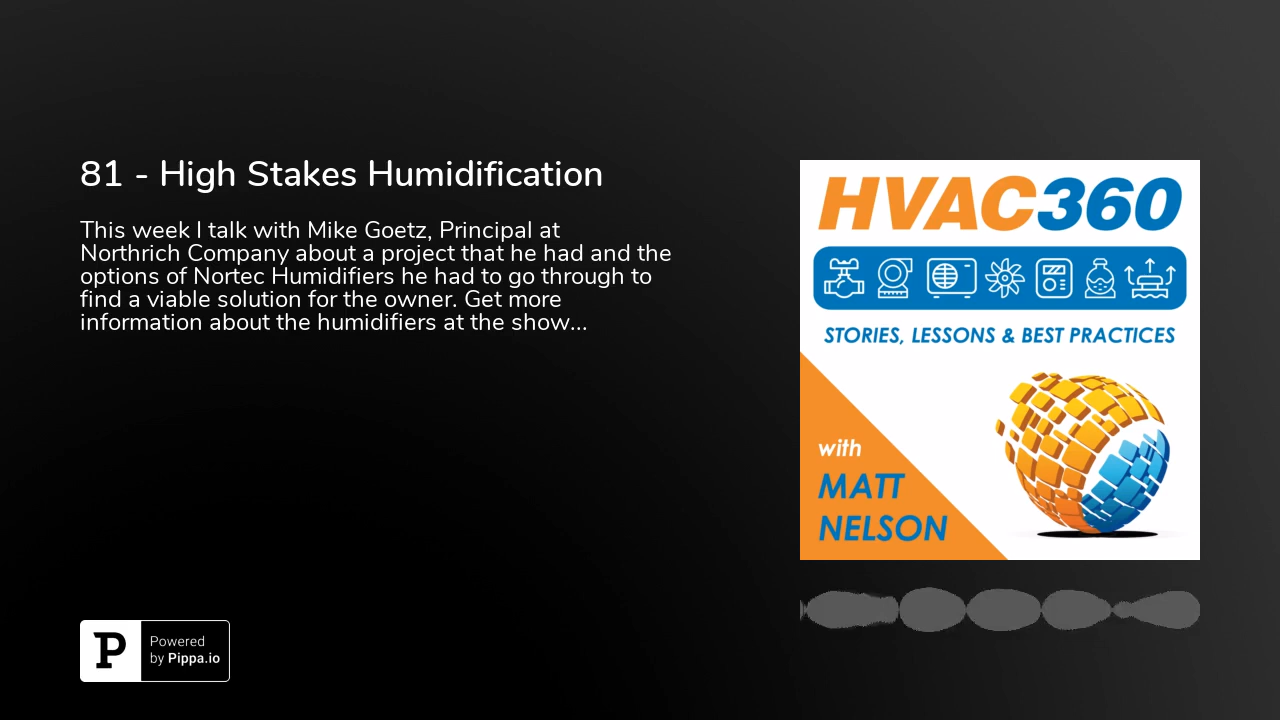 81 - High Stakes Humidification
This week I talk with Mike Goetz, Principal at
Northrich Company about a project that he had and the
options of Nortec Humidifiers he had to go through to
find a viable solution for the owner. Get more
information about the humidifiers at the show...
HVAC360
STORIES, LESSONS & BEST PRACTICES
with
MATT
NELSON
P
Powered
by Pippa.io